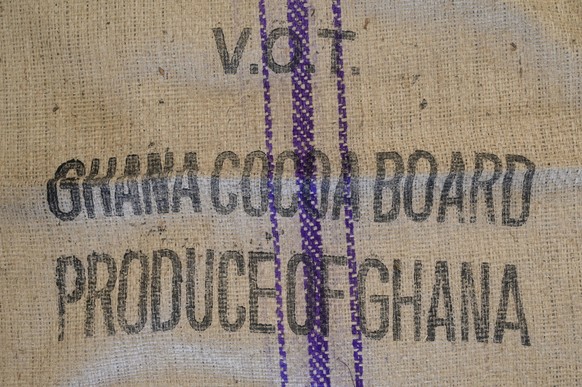 V.O.T.
GHANA COCOA BOARD
PRODUCE OF GHANA